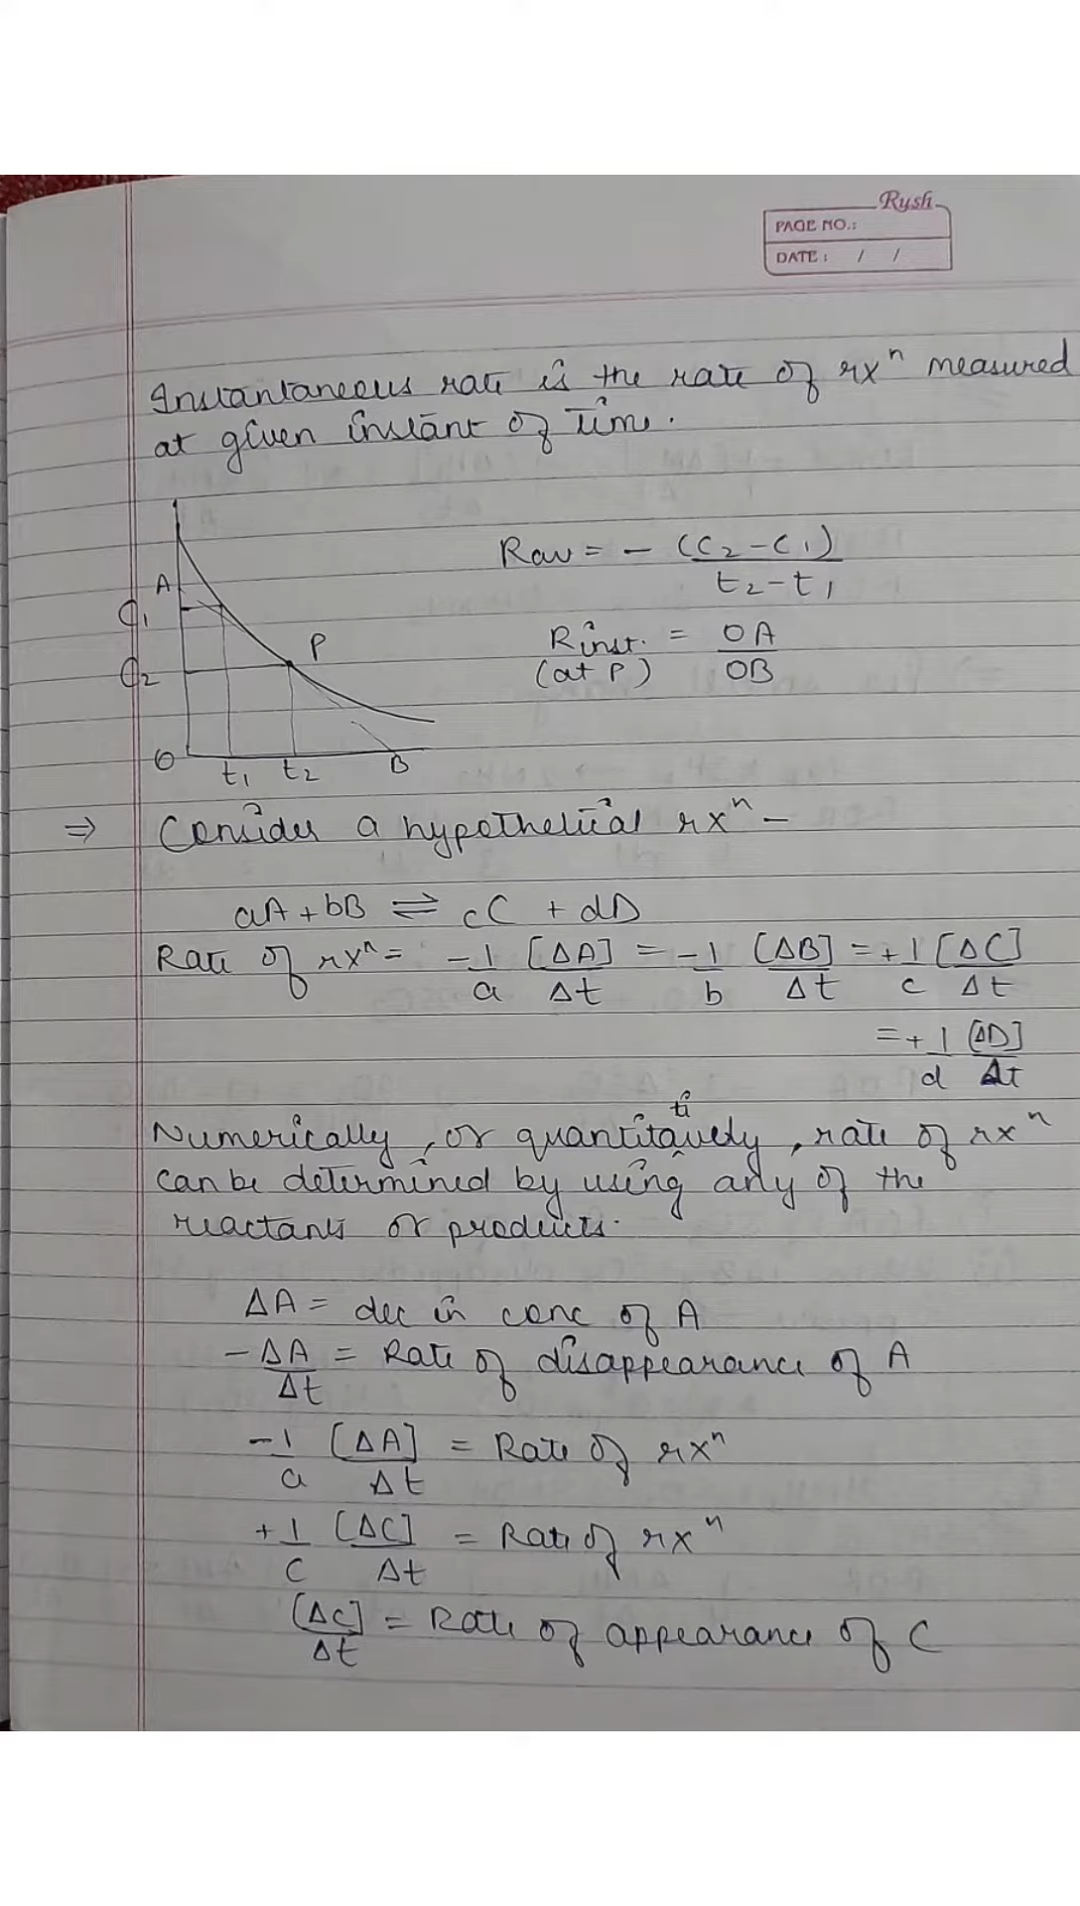 Rysh
PAGE NO.:
DATE: / /
Instantaneous rate is the rate of rxⁿ measured
at given instant of Time.
A
C₁
C₂
P
O t₁ t₂ B
Rav = - (C₂-C₁)
t₂-t₁
Rinst. = OA
(at P) OB
⇒ Consider a hypothetical rxⁿ -
aA + bB ⇌ cC + dD
Rate of rxⁿ = -1/a [ΔA]/Δt = -1/b [ΔB]/Δt = +1/c [ΔC]/Δt
= +1/d [ΔD]/Δt
ti
Numerically, or quantitavely, rate of rxⁿ
can be determined by using any of the
reactants or products.
ΔA = dec in conc of A
-ΔA/Δt = Rate of disappearance of A
-1/a [ΔA]/Δt = Rate of rxⁿ
+1/C [ΔC]/Δt = Rate of rxⁿ
[ΔC]/Δt = Rate of appearance of C